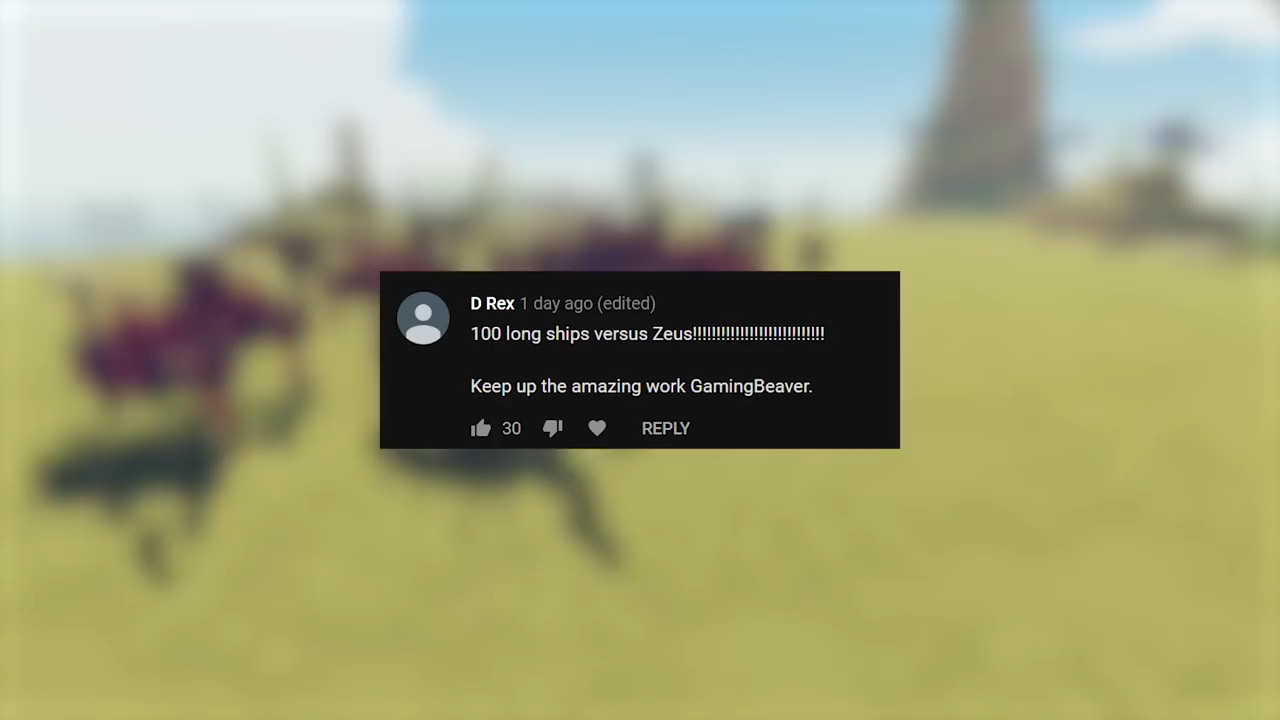 D Rex 1 day ago (edited)
100 long ships versus Zeus!!!!!!!!!!!!!!!!!!!!!!!!!!!!
Keep up the amazing work GamingBeaver.
30 REPLY